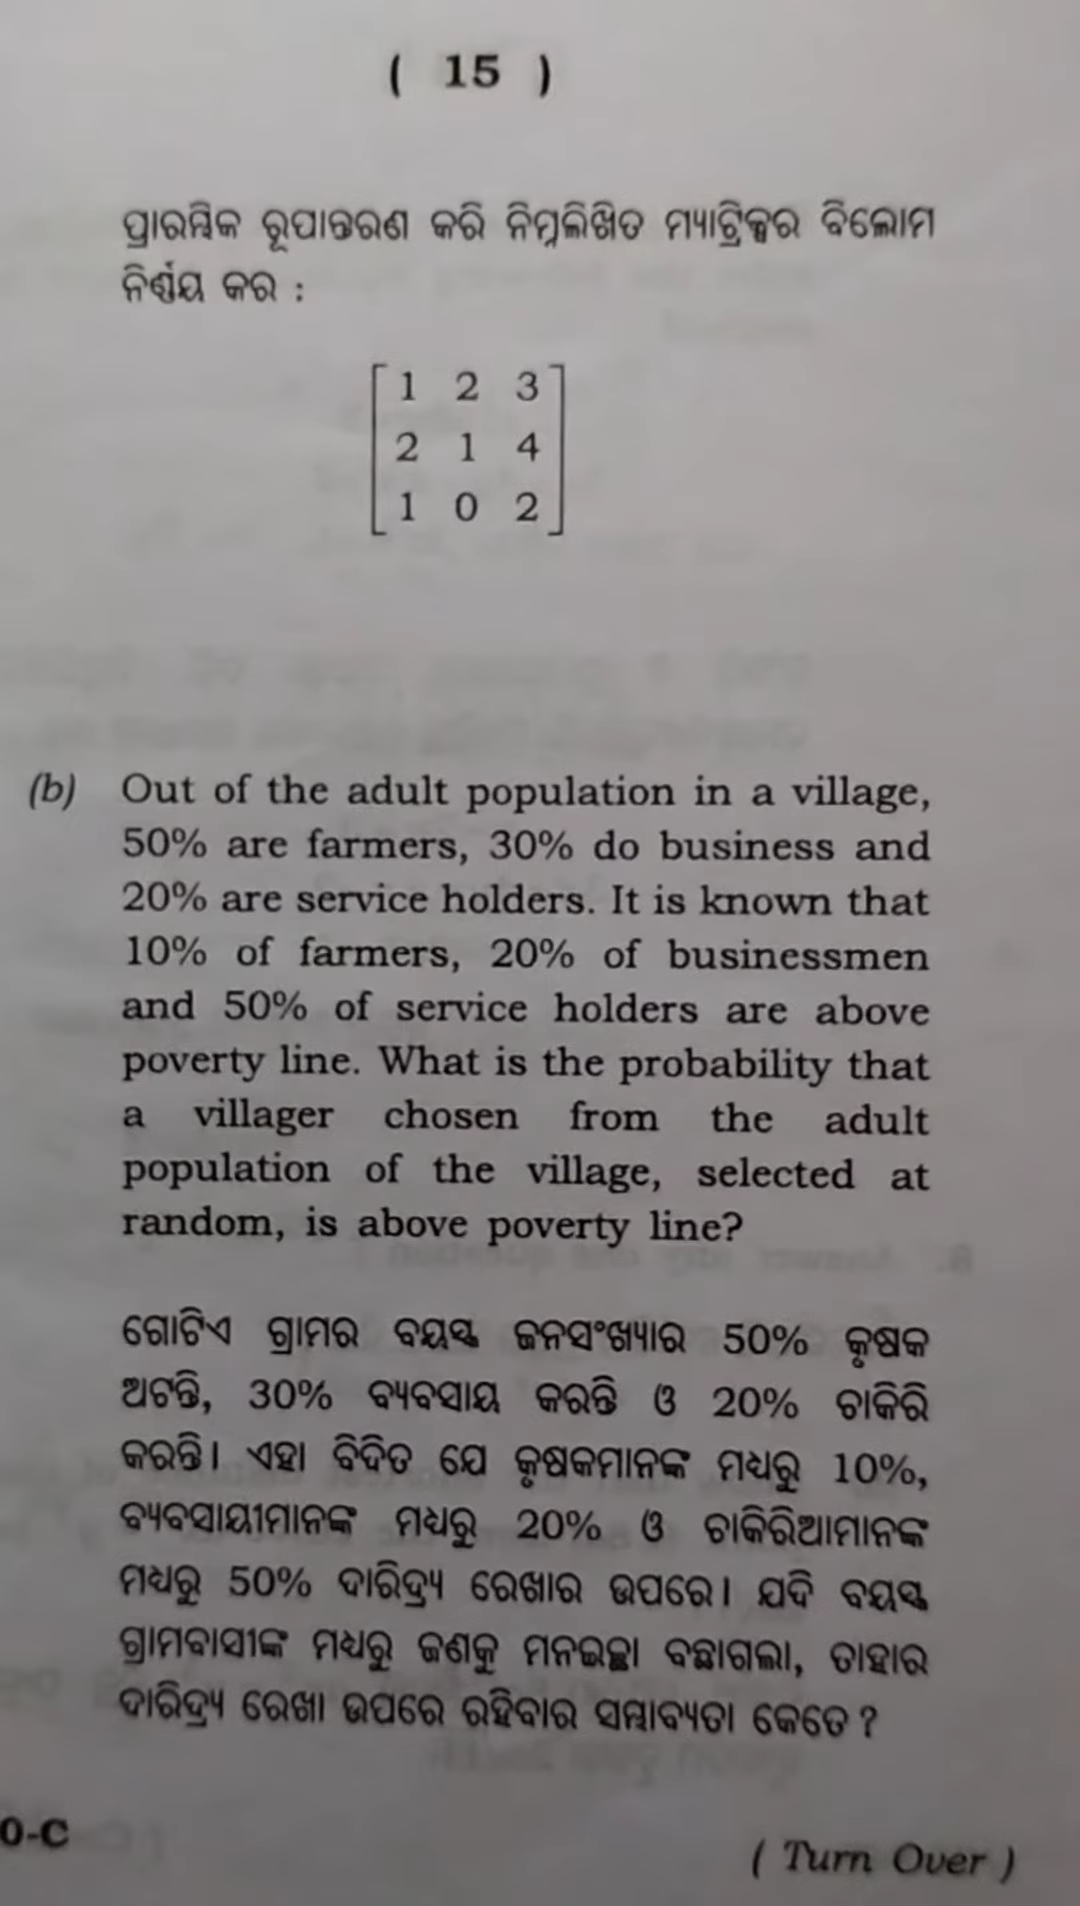 ( 15 )
ପ୍ରାରମ୍ଭିକ ରୂପାନ୍ତରଣ କରି ନିମ୍ନଲିଖିତ ମ୍ୟାଟ୍ରିକ୍ସର ବିଲୋମ
ନିର୍ଣ୍ଣୟ କର :
1 2 3
2 1 4
1 0 2
(b) Out of the adult population in a village,
50% are farmers, 30% do business and
20% are service holders. It is known that
10% of farmers, 20% of businessmen
and 50% of service holders are above
poverty line. What is the probability that
a villager chosen from the adult
population of the village, selected at
random, is above poverty line?
ଗୋଟିଏ ଗ୍ରାମର ବୟସ୍କ ଜନସଂଖ୍ୟାର 50% କୃଷକ
ଅଟନ୍ତି, 30% ବ୍ୟବସାୟ କରନ୍ତି ଓ 20% ଚାକିରି
କରନ୍ତି। ଏହା ବିଦିତ ଯେ କୃଷକମାନଙ୍କ ମଧ୍ୟରୁ 10%,
ବ୍ୟବସାୟୀମାନଙ୍କ ମଧ୍ୟରୁ 20% ଓ ଚାକିରିଆମାନଙ୍କ
ମଧ୍ୟରୁ 50% ଦାରିଦ୍ର୍ୟ ରେଖାର ଉପରେ। ଯଦି ବୟସ୍କ
ଗ୍ରାମବାସୀଙ୍କ ମଧ୍ୟରୁ ଜଣକୁ ମନଇଚ୍ଛା ବଛାଗଲା, ତାହାର
ଦାରିଦ୍ର୍ୟ ରେଖା ଉପରେ ରହିବାର ସମ୍ଭାବ୍ୟତା କେତେ ?
0-C
( Turn Over )